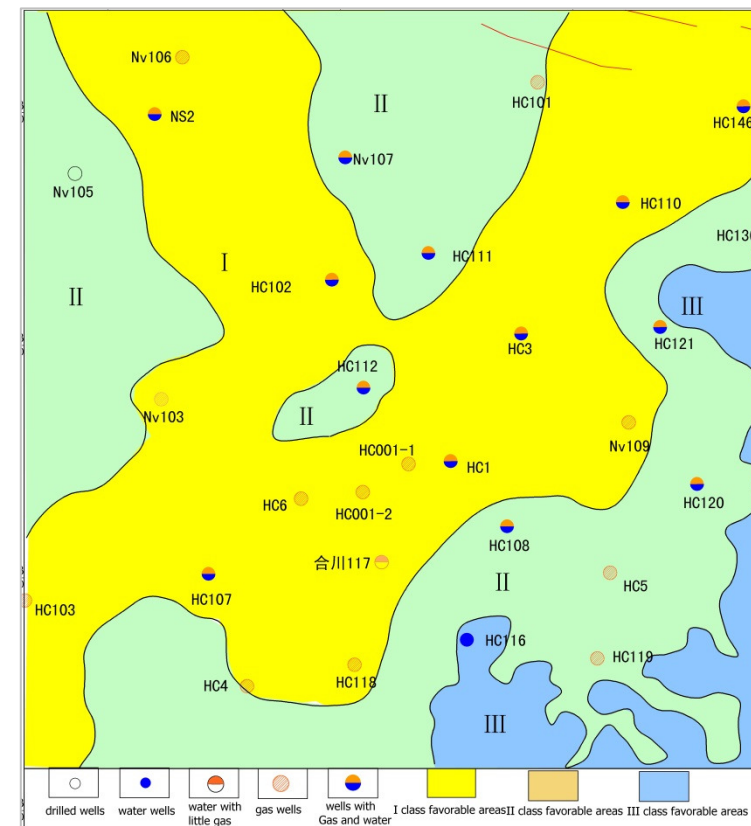 Nv106
HC101
HC146
NS2
II
Nv107
Nv105
HC110
HC130
I
HC111
HC102
II
III
HC121
HC3
HC112
Nv103
II
Nv109
HC001-1
HC1
HC6
HC001-2
HC120
HC108
合川117
HC107
II
HC5
HC103
HC116
HC119
HC118
HC4
III
drilled wells
water wells
water with
little gas
gas wells
wells with
Gas and water
I class favorable areas
II class favorable areas
III class favorable areas